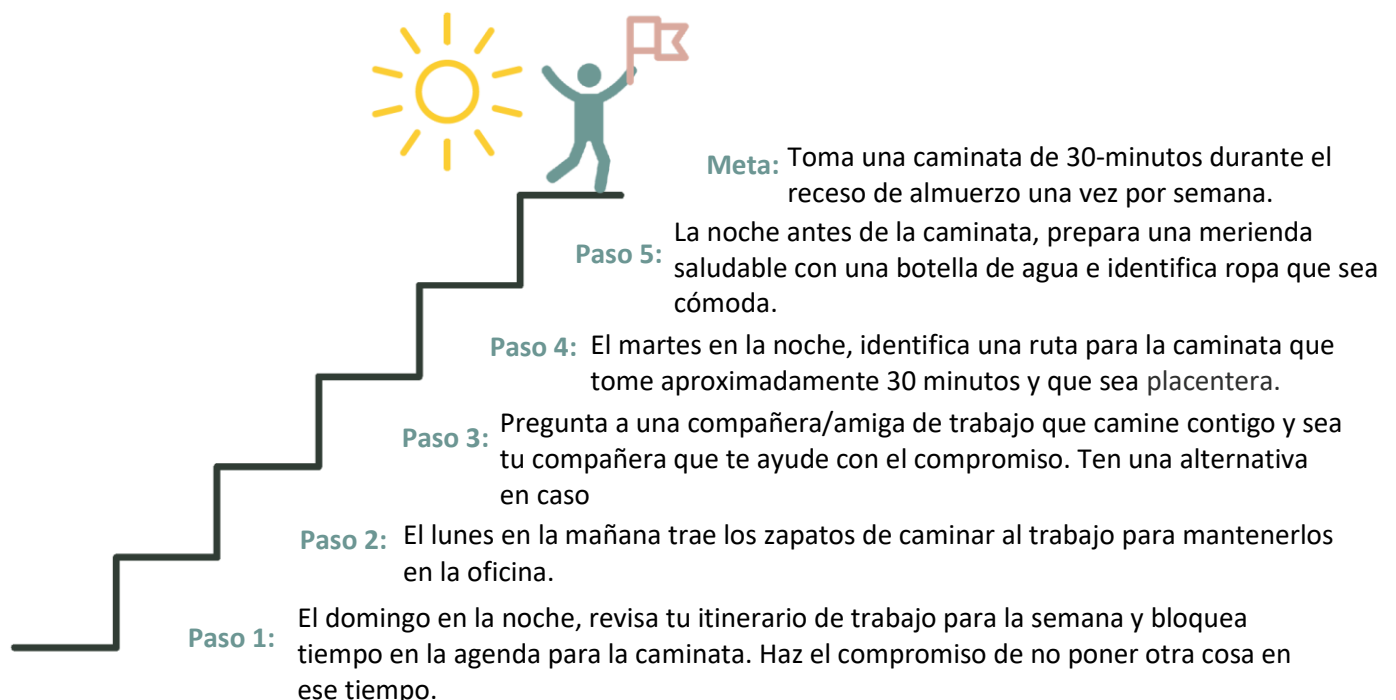 Meta: Toma una caminata de 30-minutos durante el
receso de almuerzo una vez por semana.
Paso 5: La noche antes de la caminata, prepara una merienda
saludable con una botella de agua e identifica ropa que sea
cómoda.
Paso 4: El martes en la noche, identifica una ruta para la caminata que
tome aproximadamente 30 minutos y que sea placentera.
Paso 3: Pregunta a una compañera/amiga de trabajo que camine contigo y sea
tu compañera que te ayude con el compromiso. Ten una alternativa
en caso
Paso 2: El lunes en la mañana trae los zapatos de caminar al trabajo para mantenerlos
en la oficina.
Paso 1: El domingo en la noche, revisa tu itinerario de trabajo para la semana y bloquea
tiempo en la agenda para la caminata. Haz el compromiso de no poner otra cosa en
ese tiempo.